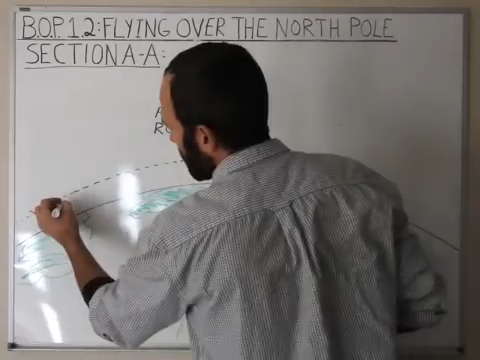 B.O.P. 1.2: FLYING OVER THE NORTH POLE
SECTION A-A: